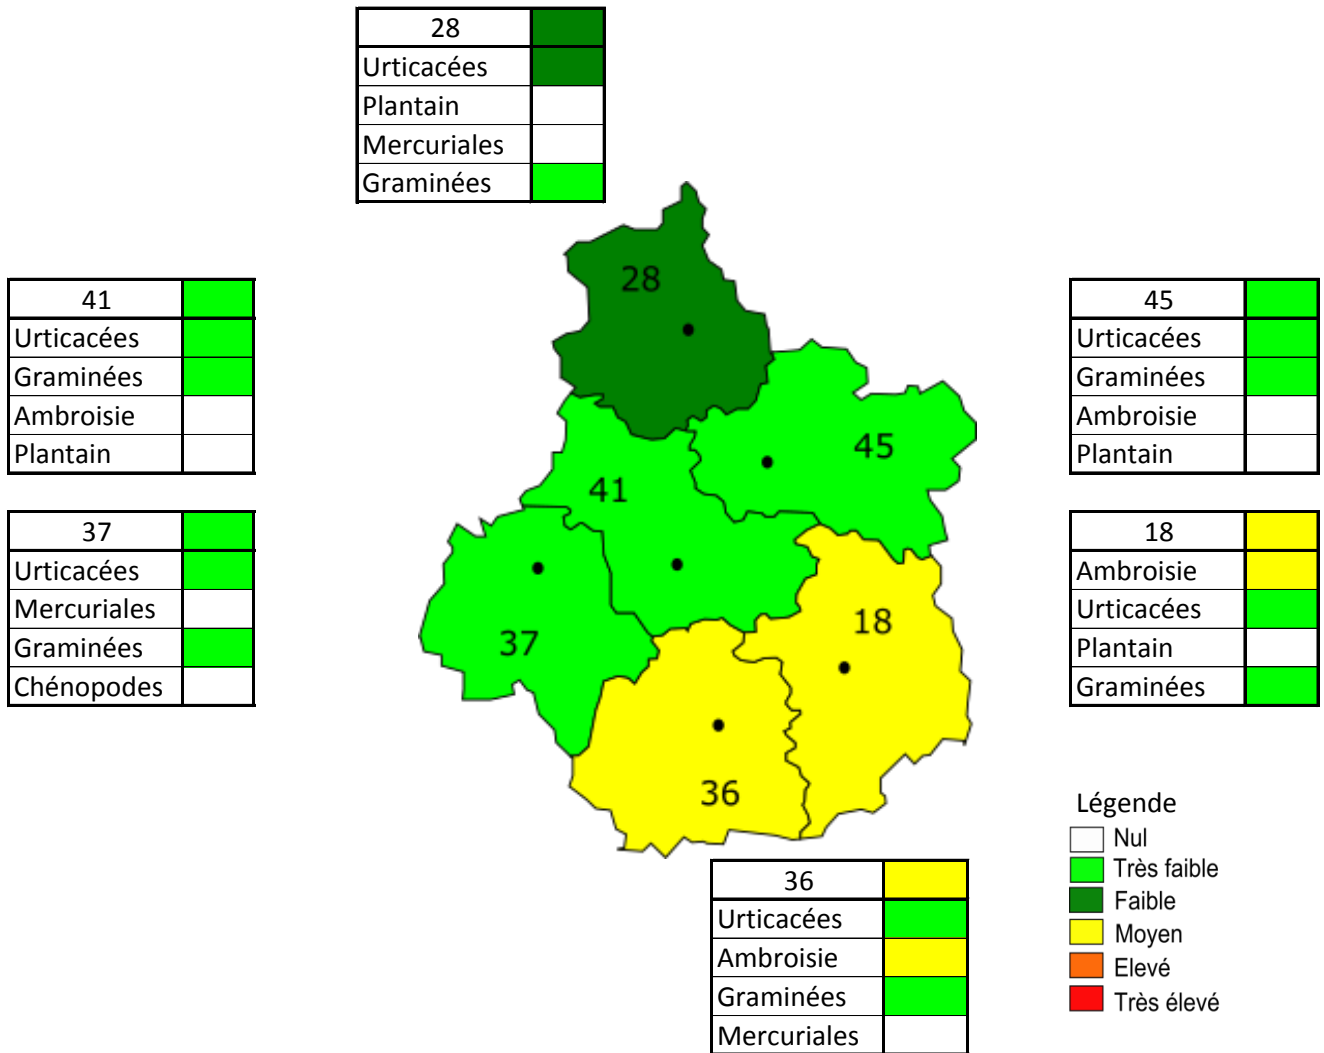 28
Urticacées
Plantain
Mercuriales
Graminées
41
Urticacées
Graminées
Ambroisie
Plantain
37
Urticacées
Mercuriales
Graminées
Chénopodes
28
45
41
37
18
36
45
Urticacées
Graminées
Ambroisie
Plantain
18
Ambroisie
Urticacées
Plantain
Graminées
36
Urticacées
Ambroisie
Graminées
Mercuriales
Légende
Nul
Très faible
Faible
Moyen
Elevé
Très élevé